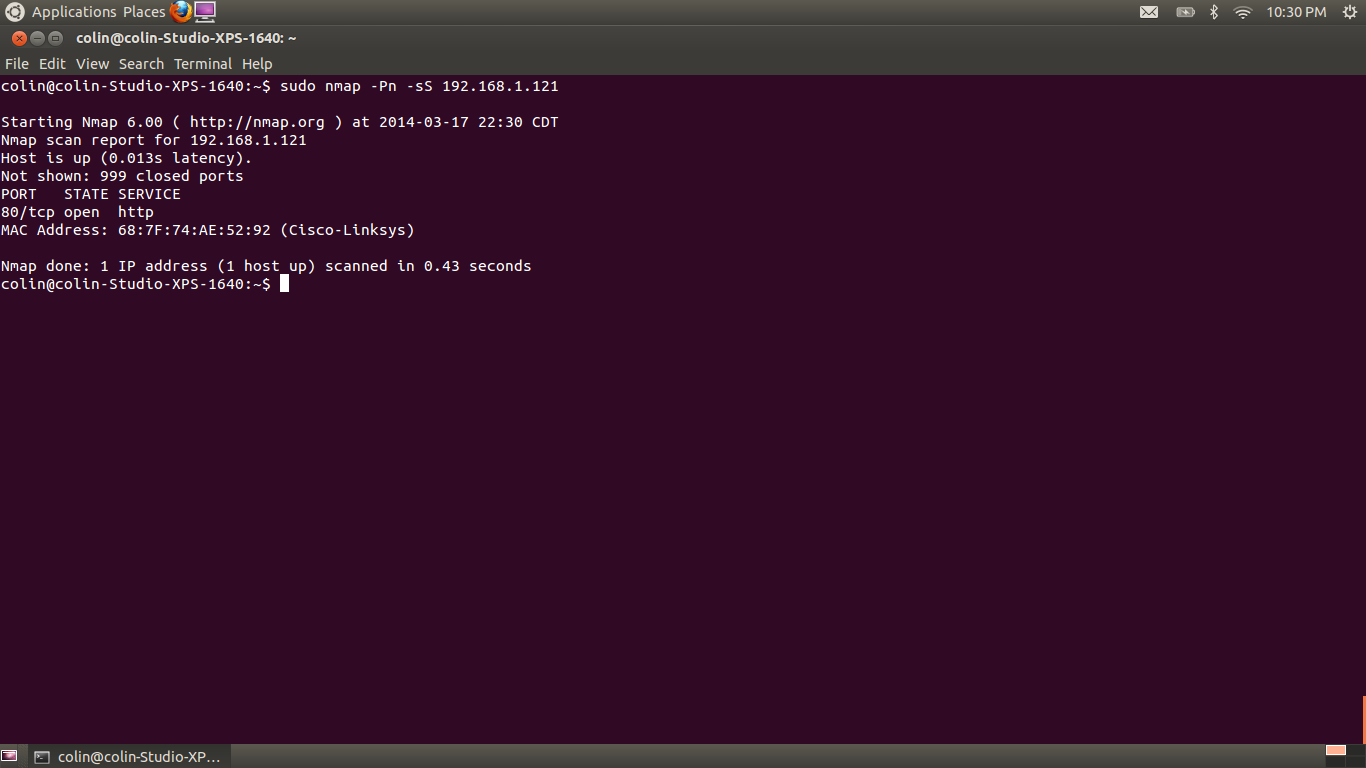 Applications Places 10:30 PM
colin@colin-Studio-XPS-1640: ~
File Edit View Search Terminal Help
colin@colin-Studio-XPS-1640:~$ sudo nmap -Pn -sS 192.168.1.121
Starting Nmap 6.00 ( http://nmap.org ) at 2014-03-17 22:30 CDT
Nmap scan report for 192.168.1.121
Host is up (0.013s latency).
Not shown: 999 closed ports
PORT   STATE SERVICE
80/tcp open  http
MAC Address: 68:7F:74:AE:52:92 (Cisco-Linksys)
Nmap done: 1 IP address (1 host up) scanned in 0.43 seconds
colin@colin-Studio-XPS-1640:~$
colin@colin-Studio-XP...